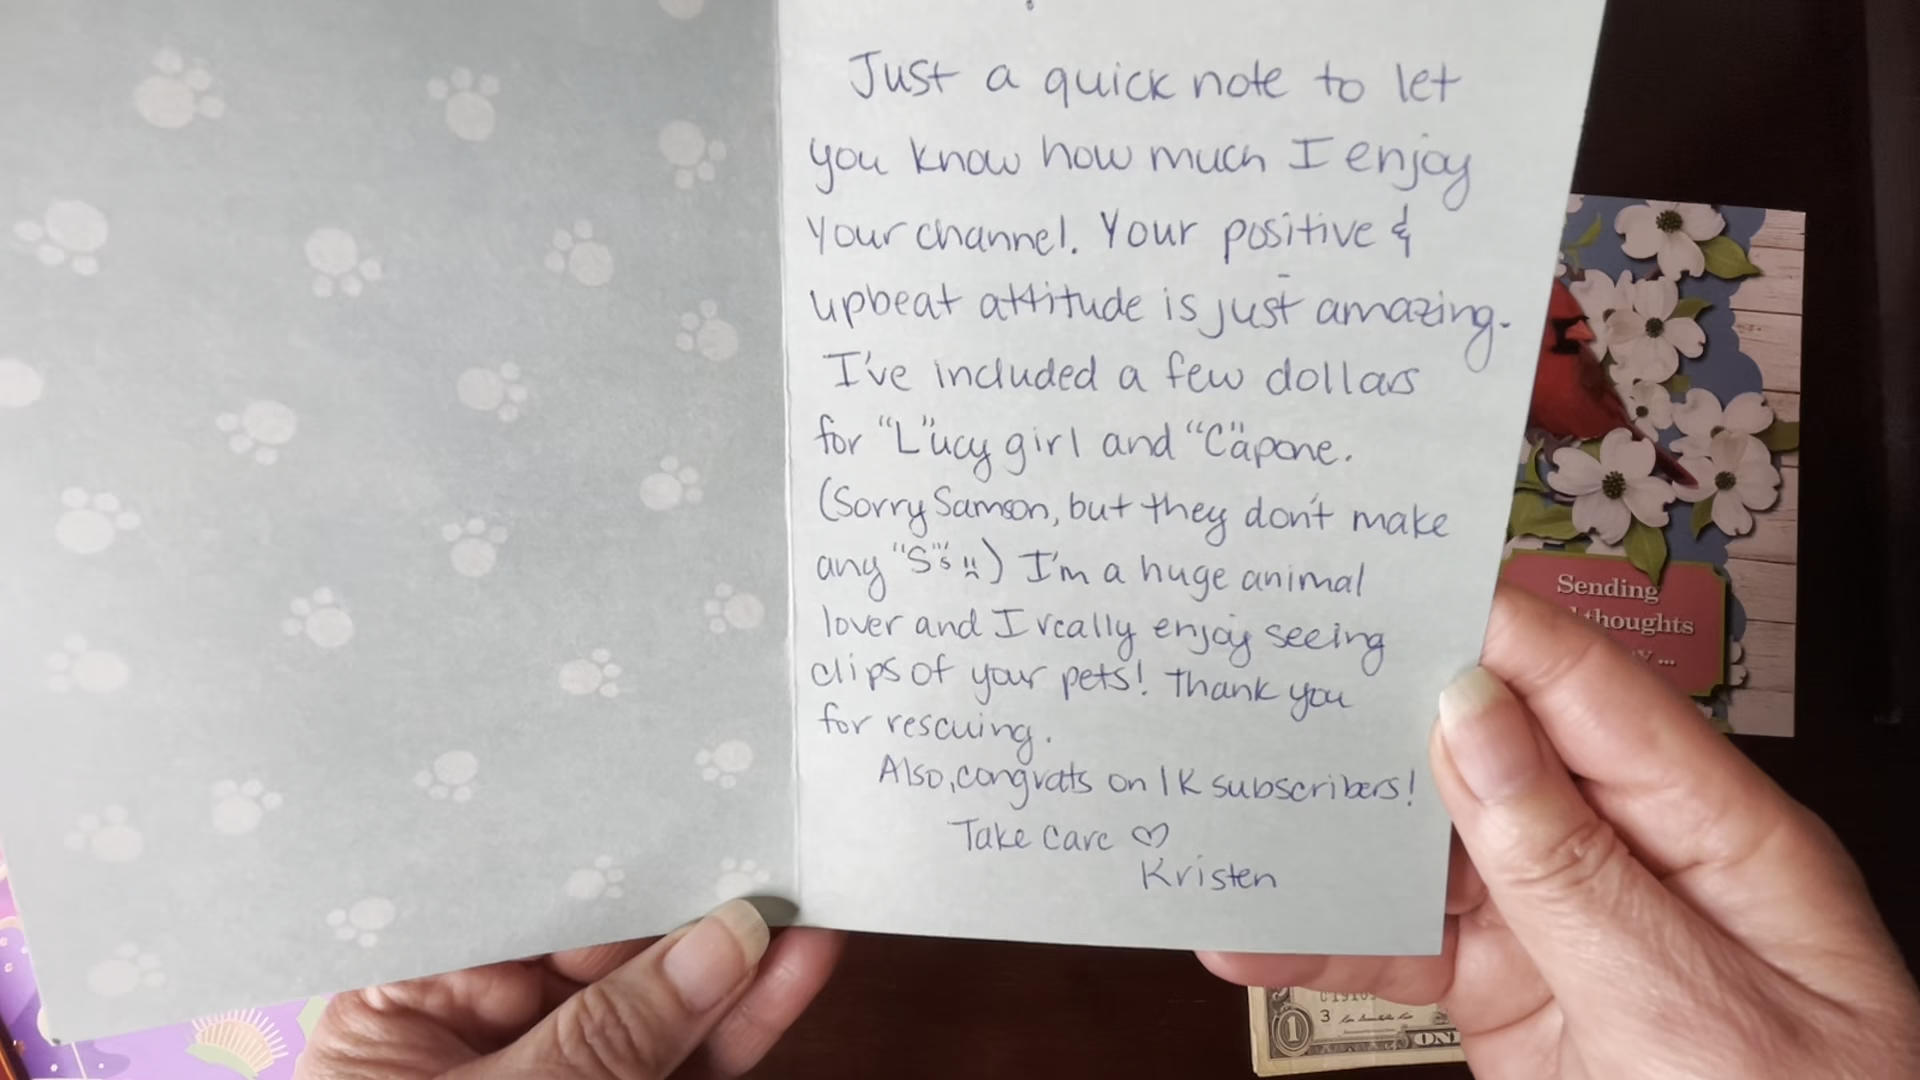 Just a quick note to let
you know how much I enjoy
your channel. Your positive &
upbeat attitude is just amazing.
I've included a few dollars
for "L"ucy girl and "C"apone.
(Sorry Samson, but they don't make
any "S"'s :( ) I'm a huge animal
lover and I really enjoy seeing
clips of your pets! Thank you
for rescuing.
Also, congrats on 1K subscribers!
Take care ♡
Kristen
Sending
thoughts
...
3
1
ONE